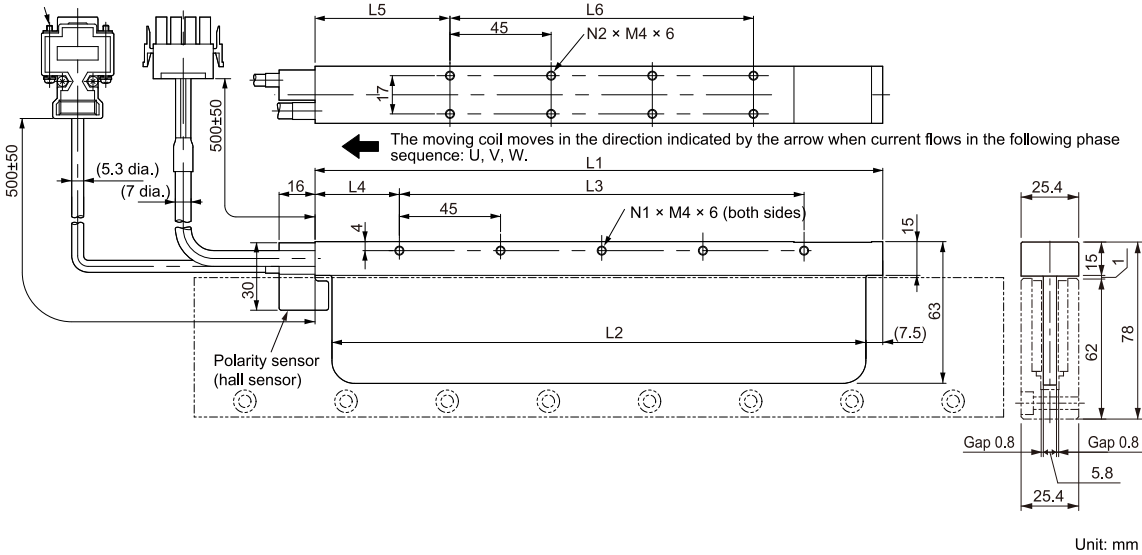 L5
L6
45
N2 × M4 × 6
17
500±50
500±50
The moving coil moves in the direction indicated by the arrow when current flows in the following phase
sequence: U, V, W.
(5.3 dia.)
(7 dia.)
L1
16
L4
L3
25.4
45
N1 × M4 × 6 (both sides)
4
15
15
1
30
63
62
78
L2
(7.5)
Polarity sensor
(hall sensor)
Gap 0.8
Gap 0.8
5.8
25.4
Unit: mm